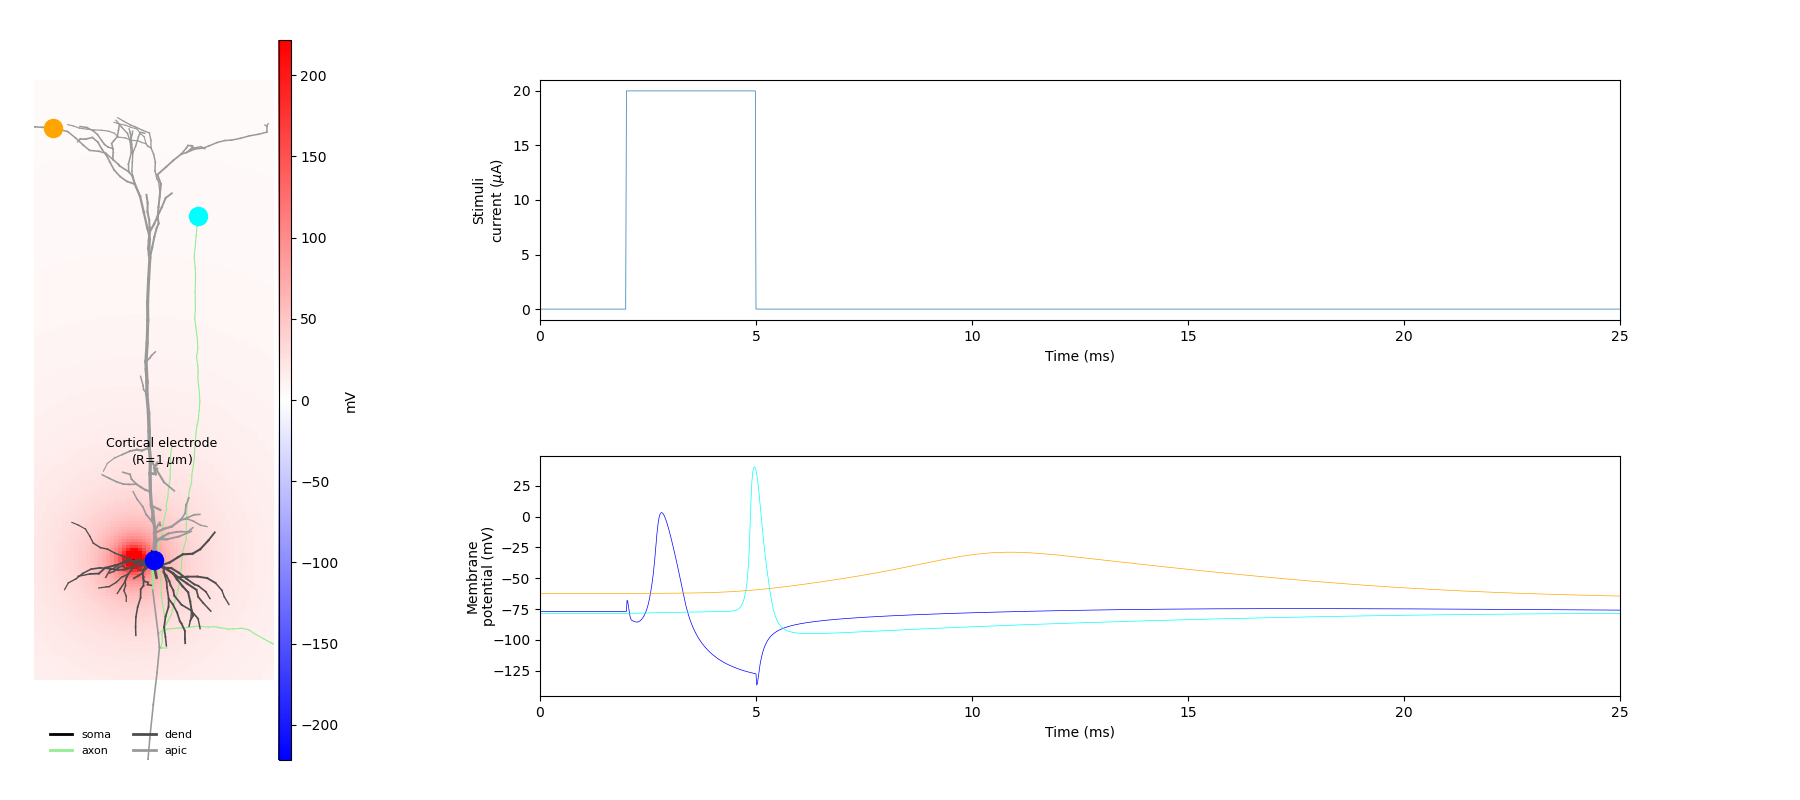 Cortical electrode
(R=1 μm)
soma
axon
dend
apic
200
150
100
50
0
−50
−100
−150
−200
mV
Stimuli
current (μA)
20
15
10
5
0
0 5 10 15 20 25
Time (ms)
Membrane
potential (mV)
25
0
−25
−50
−75
−100
−125
0 5 10 15 20 25
Time (ms)